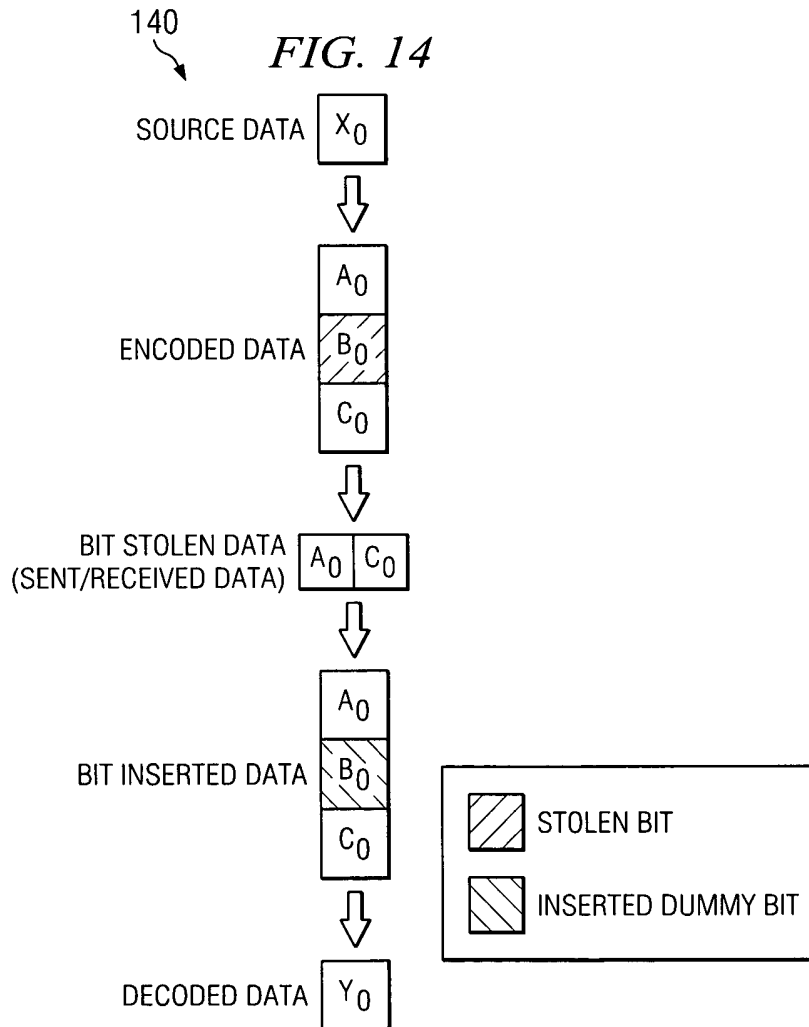 140
FIG. 14
SOURCE DATA X0
A0
ENCODED DATA B0
C0
BIT STOLEN DATA
(SENT/RECEIVED DATA) A0 C0
A0
BIT INSERTED DATA B0
C0
STOLEN BIT
INSERTED DUMMY BIT
DECODED DATA Y0